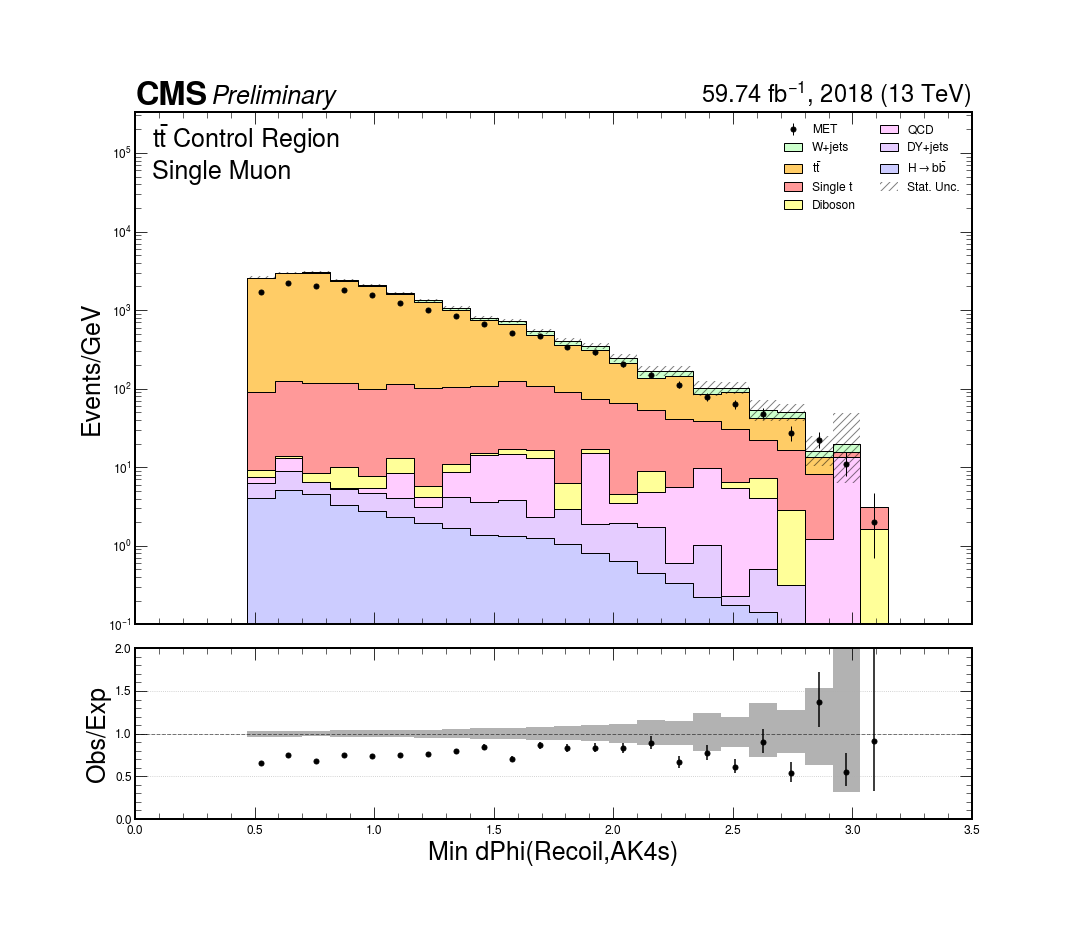 CMS Preliminary 59.74 fb⁻¹, 2018 (13 TeV)
tt̄ Control Region
Single Muon
MET
W+jets
tt̄
Single t
Diboson
QCD
DY+jets
H→bb̄
Stat. Unc.
Events/GeV
10⁵
10⁴
10³
10²
10¹
10⁰
10⁻¹
Obs/Exp
2.0
1.5
1.0
0.5
0.0
0.0 0.5 1.0 1.5 2.0 2.5 3.0 3.5
Min dPhi(Recoil,AK4s)